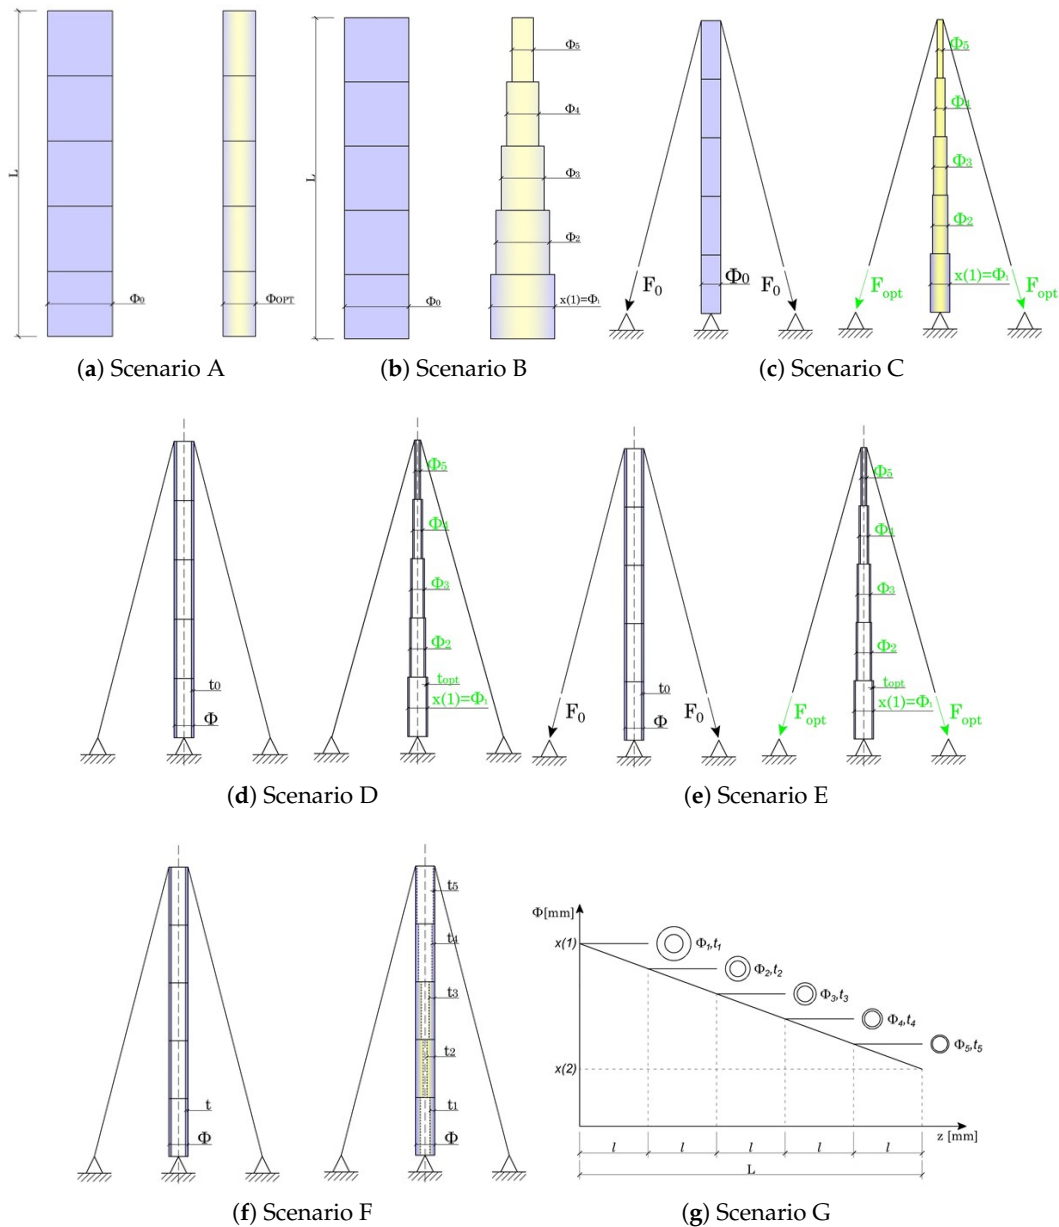 L
Φ0
ΦOPT
(a) Scenario A
L
Φ5
Φ4
Φ3
Φ2
Φ0
x(1)=Φ1
(b) Scenario B
Φ5
Φ4
Φ3
Φ2
Φ0
x(1)=Φ1
F0
F0
Fopt
Fopt
(c) Scenario C
Φ5
Φ4
Φ3
Φ2
t0
topt
Φ
x(1)=Φ1
(d) Scenario D
Φ5
Φ4
Φ3
Φ2
t0
topt
Φ
x(1)=Φ1
F0
F0
Fopt
Fopt
(e) Scenario E
t5
t4
t3
t2
t
t1
Φ
Φ
(f) Scenario F
Φ[mm]
x(1)
Φ1,t1
Φ2,t2
Φ3,t3
Φ4,t4
Φ5,t5
x(2)
z [mm]
l l l l l
L
(g) Scenario G